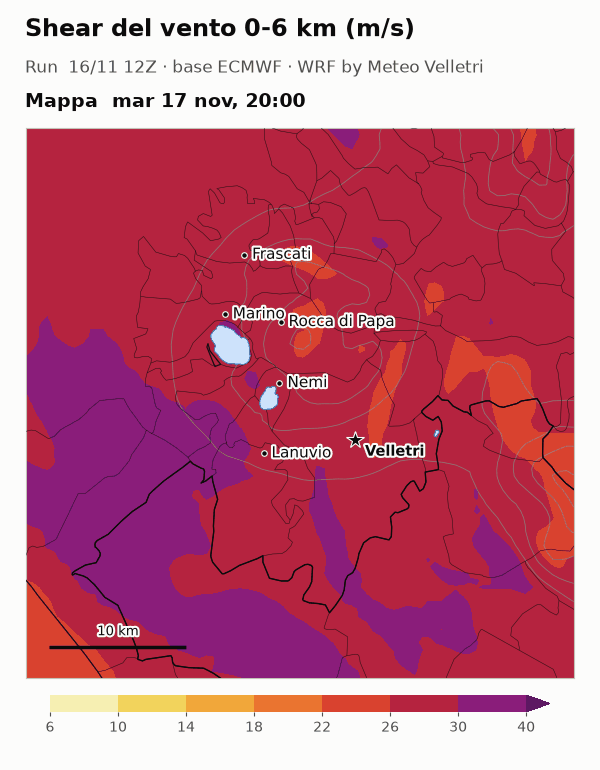 Shear del vento 0-6 km (m/s)
Run  16/11 12Z · base ECMWF · WRF by Meteo Velletri
Mappa  mar 17 nov, 20:00
Frascati
Marino
Rocca di Papa
Nemi
Velletri
Lanuvio
10 km
6 10 14 18 22 26 30 40